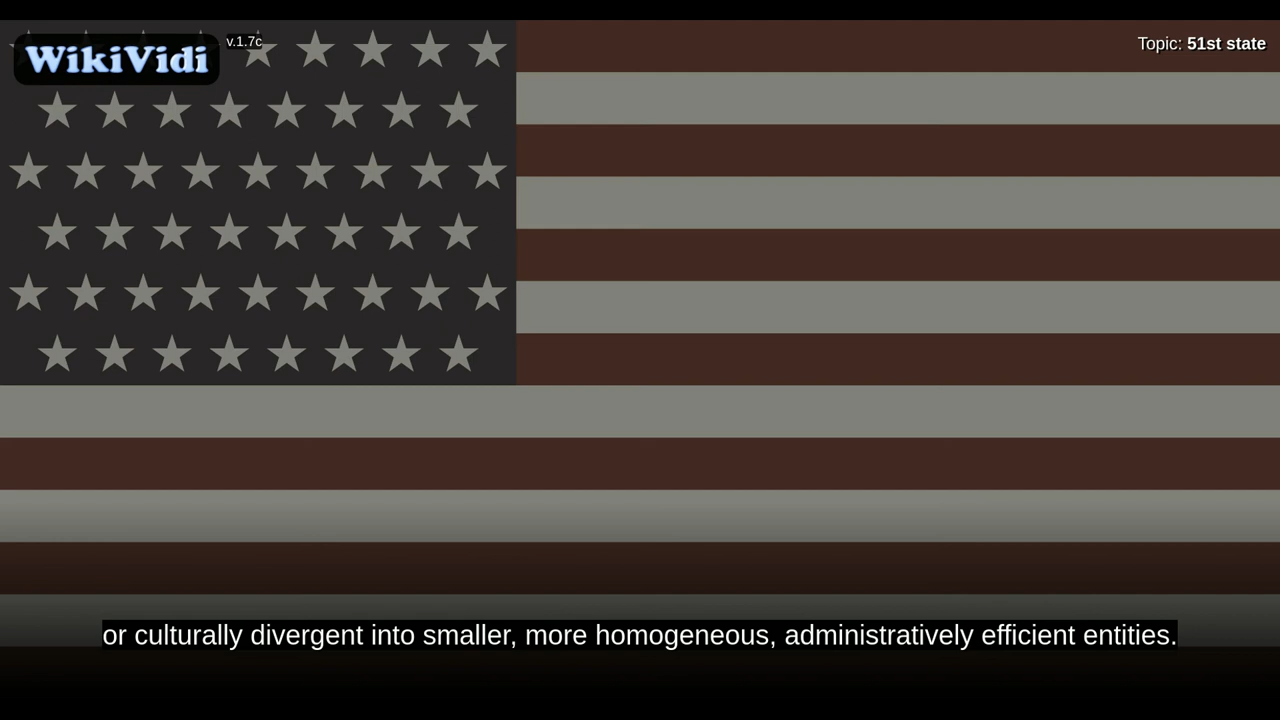 WikiVidi
v.1.7c
Topic: 51st state
or culturally divergent into smaller, more homogeneous, administratively efficient entities.